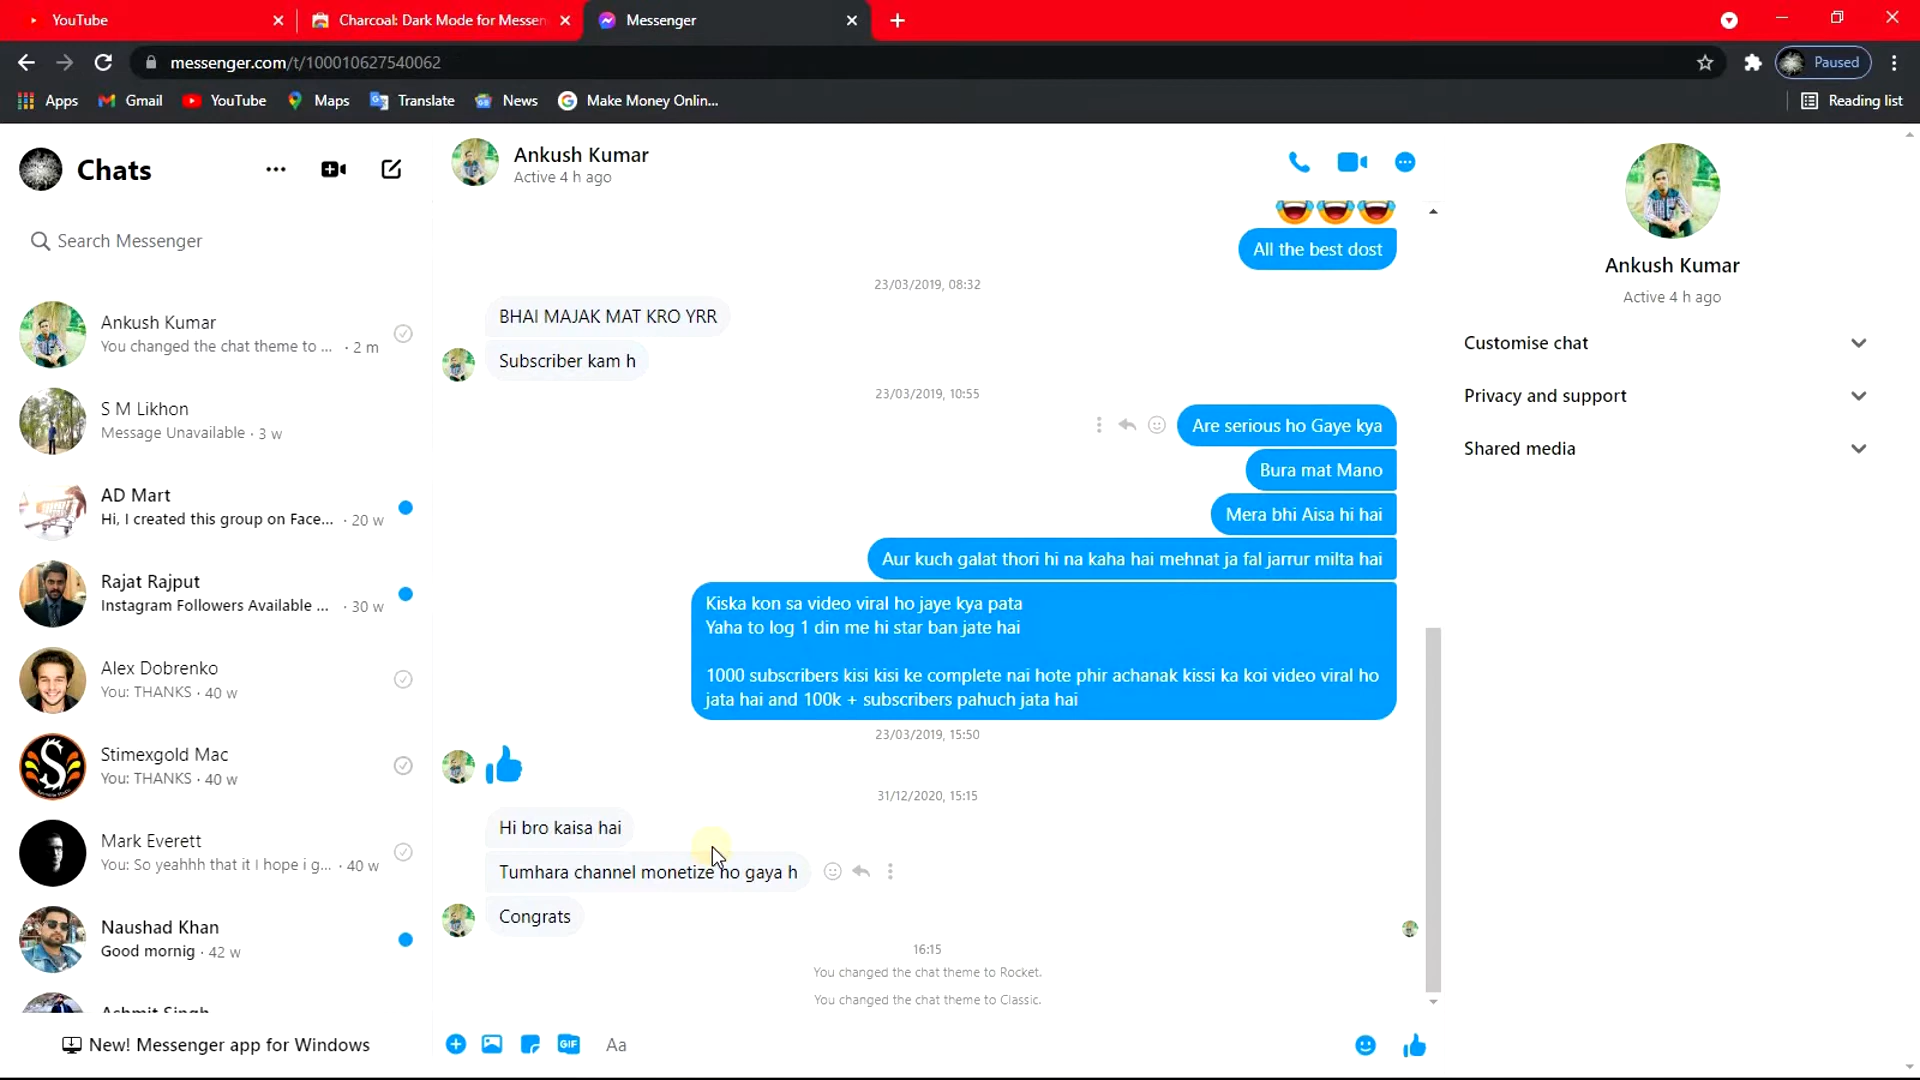 YouTube
Charcoal: Dark Mode for Messen
Messenger
messenger.com/t/100010627540062
Paused
Apps
Gmail
YouTube
Maps
Translate
News
Make Money Onlin...
Reading list
Chats
Search Messenger
Ankush Kumar
You changed the chat theme to ... · 2 m
S M Likhon
Message Unavailable · 3 w
AD Mart
Hi, I created this group on Face... · 20 w
Rajat Rajput
Instagram Followers Available ... · 30 w
Alex Dobrenko
You: THANKS · 40 w
Stimexgold Mac
You: THANKS · 40 w
Mark Everett
You: So yeahhh that it I hope i g... · 40 w
Naushad Khan
Good mornig · 42 w
Ashmit Singh
New! Messenger app for Windows
Ankush Kumar
Active 4 h ago
All the best dost
23/03/2019, 08:32
BHAI MAJAK MAT KRO YRR
Subscriber kam h
23/03/2019, 10:55
Are serious ho Gaye kya
Bura mat Mano
Mera bhi Aisa hi hai
Aur kuch galat thori hi na kaha hai mehnat ja fal jarrur milta hai
Kiska kon sa video viral ho jaye kya pata
Yaha to log 1 din me hi star ban jate hai
1000 subscribers kisi kisi ke complete nai hote phir achanak kissi ka koi video viral ho
jata hai and 100k + subscribers pahuch jata hai
23/03/2019, 15:50
31/12/2020, 15:15
Hi bro kaisa hai
Tumhara channel monetize ho gaya h
Congrats
16:15
You changed the chat theme to Rocket.
You changed the chat theme to Classic.
GIF
Aa
Ankush Kumar
Active 4 h ago
Customise chat
Privacy and support
Shared media